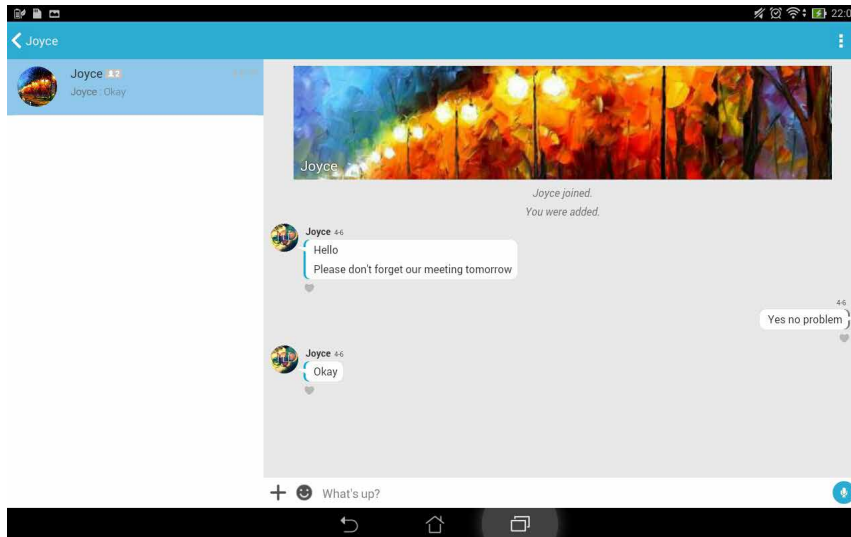 22:0
Joyce
Joyce 2
Joyce : Okay
Joyce
Joyce joined.
You were added.
Joyce 4-6
Hello
Please don't forget our meeting tomorrow
4-6
Yes no problem
Joyce 4-6
Okay
What's up?